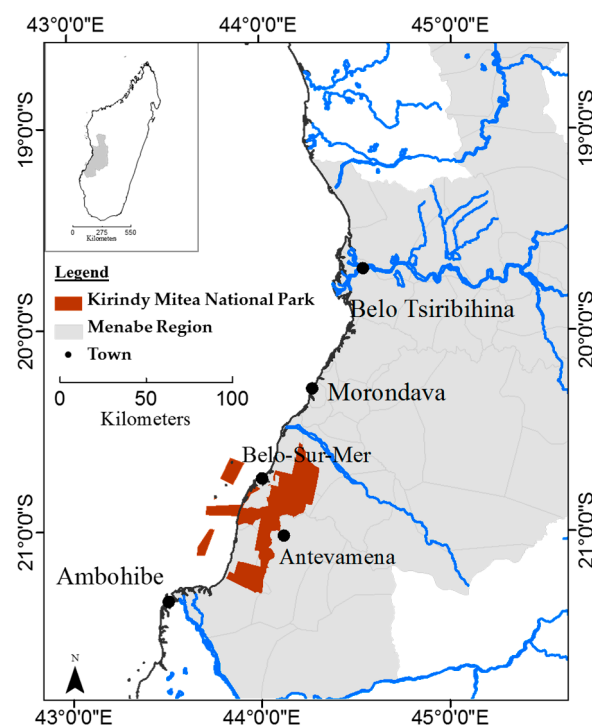 43°0'0"E 44°0'0"E 45°0'0"E
19°0'0"S
19°0'0"S
0 275 550
Kilometers
Legend
Kirindy Mitea National Park
Menabe Region
Town
0 50 60 100
Kilometers
Belo Tsiribihina
20°0'0"S
20°0'0"S
Morondava
Belo-Sur-Mer
21°0'0"S
21°0'0"S
Antevamena
Ambohibe
N
43°0'0"E 44°0'0"E 45°0'0"E